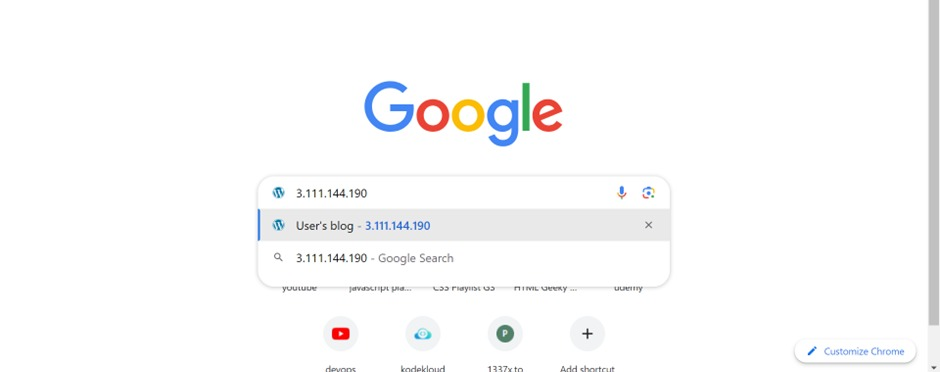 Google
3.111.144.190
User's blog - 3.111.144.190
3.111.144.190 - Google Search
youtube javascript pla... CSS Playlist GS HTML Geeky ... udemy
P
devops kodekloud 1337x.to Add shortcut
Customize Chrome